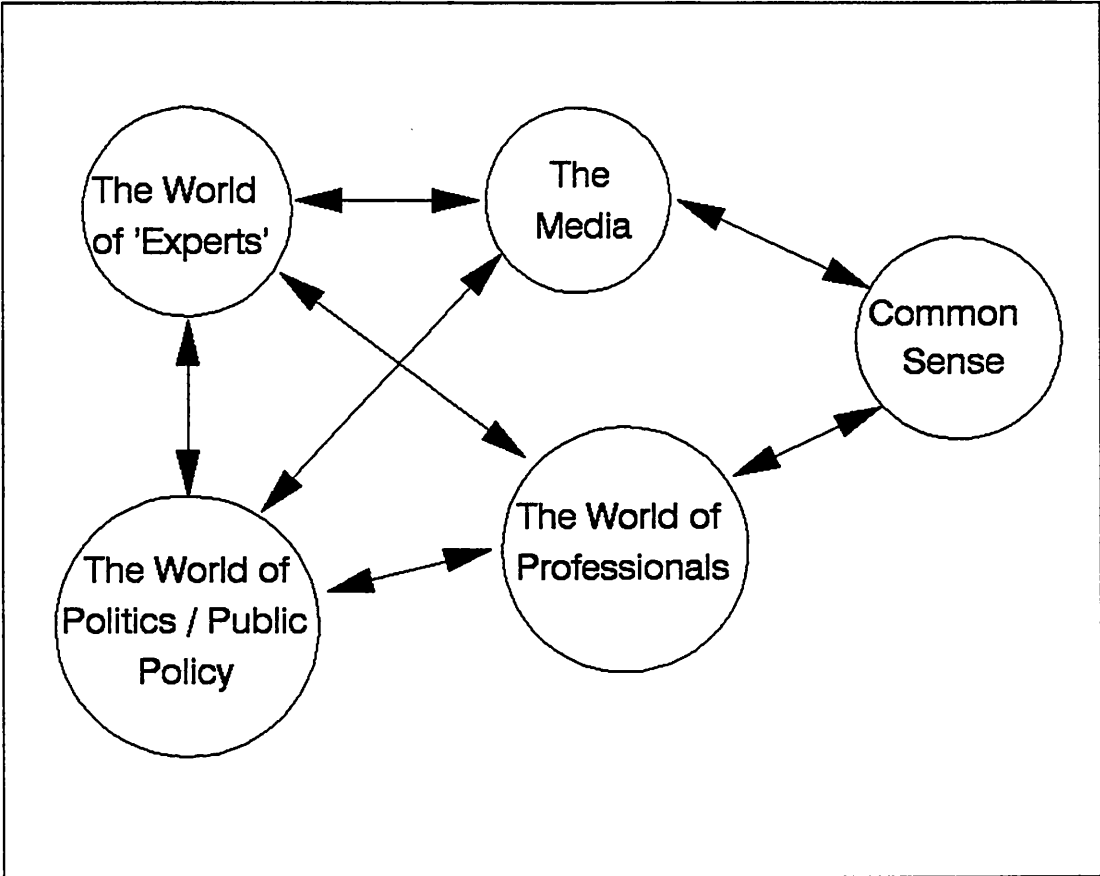 The World
of 'Experts'
The
Media
Common
Sense
The World of
Professionals
The World of
Politics / Public
Policy